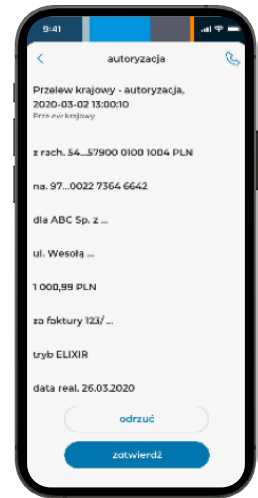 9:41
autoryzacja
Przelew krajowy - autoryzacja,
2020-03-02 13:00:10
Przelew krajowy
z rach. 54...57900 0100 1004 PLN
na. 97...0022 7364 6642
dla ABC Sp. z ...
ul. Wesoła ...
1 000,99 PLN
za faktury 123/ ...
tryb ELIXIR
data real. 26.03.2020
odrzuć
zatwierdź